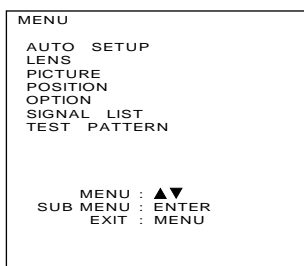 MENU
AUTO SETUP
LENS
PICTURE
POSITION
OPTION
SIGNAL LIST
TEST PATTERN
MENU : ▲▼
SUB MENU : ENTER
EXIT : MENU